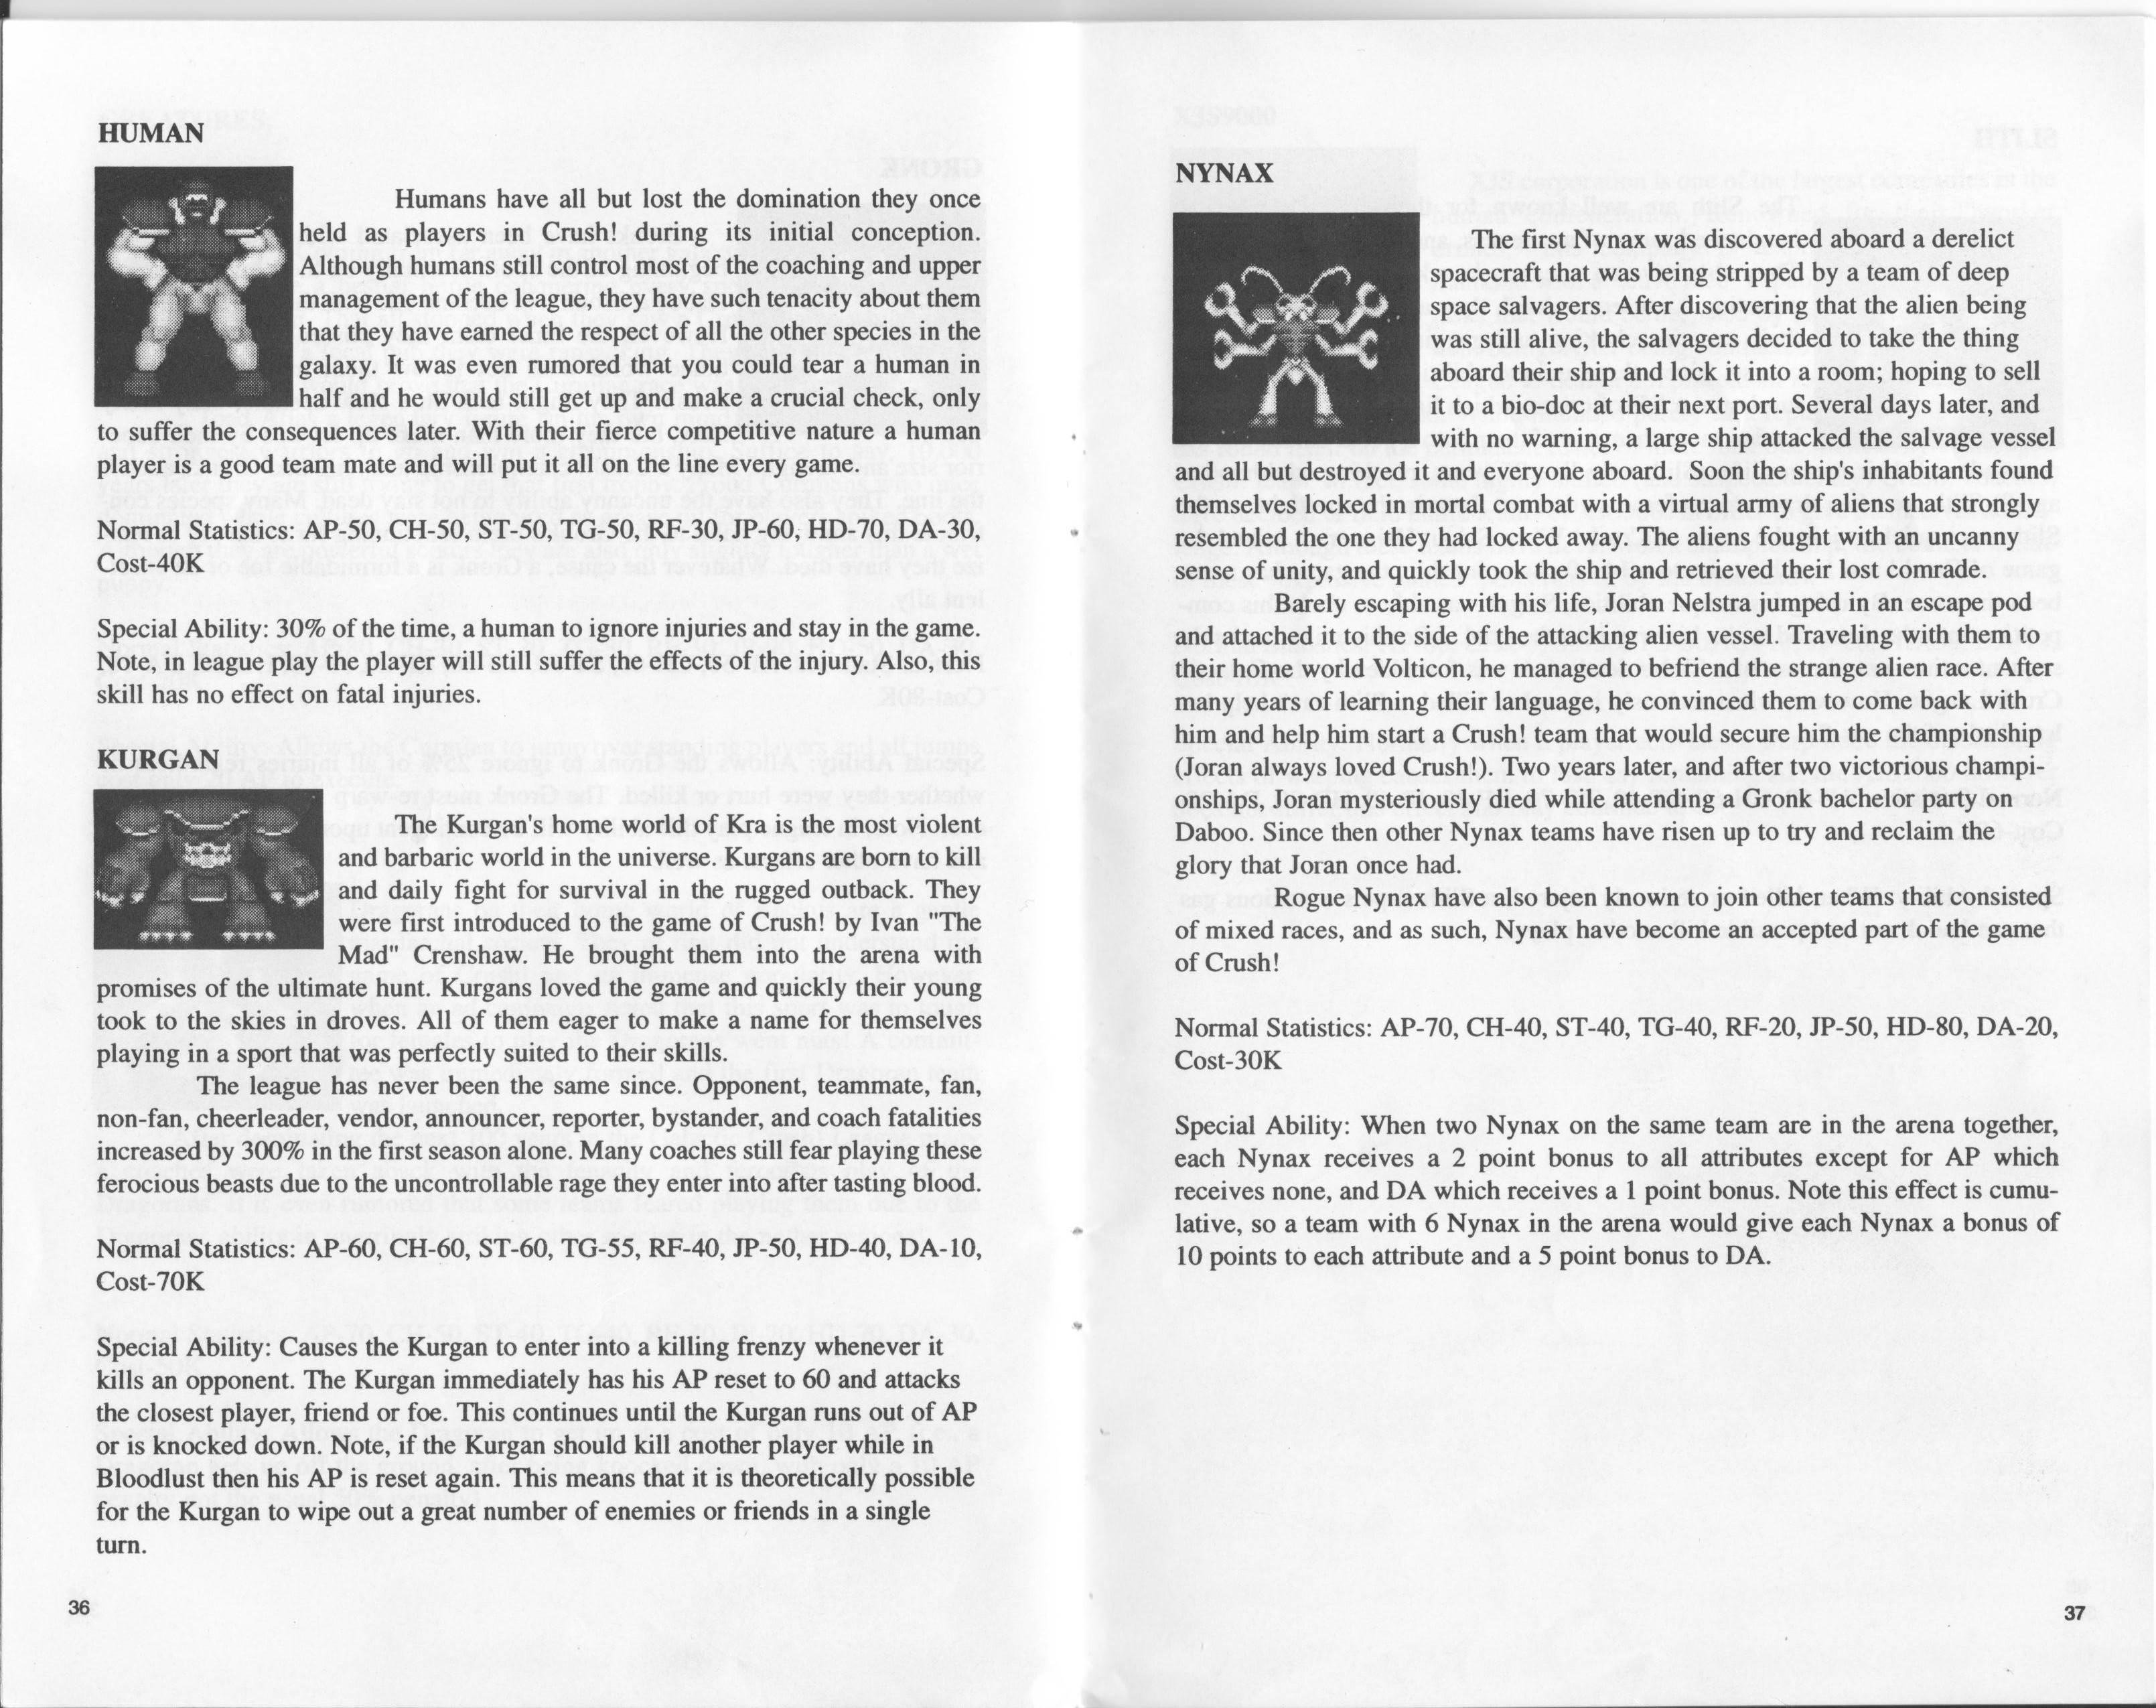 HUMAN
Humans have all but lost the domination they once
held as players in Crush! during its initial conception.
Although humans still control most of the coaching and upper
management of the league, they have such tenacity about them
that they have earned the respect of all the other species in the
galaxy. It was even rumored that you could tear a human in
half and he would still get up and make a crucial check, only
to suffer the consequences later. With their fierce competitive nature a human
player is a good team mate and will put it all on the line every game.
Normal Statistics: AP-50, CH-50, ST-50, TG-50, RF-30, JP-60, HD-70, DA-30,
Cost-40K
Special Ability: 30% of the time, a human to ignore injuries and stay in the game.
Note, in league play the player will still suffer the effects of the injury. Also, this
skill has no effect on fatal injuries.
KURGAN
The Kurgan's home world of Kra is the most violent
and barbaric world in the universe. Kurgans are born to kill
and daily fight for survival in the rugged outback. They
were first introduced to the game of Crush! by Ivan "The
Mad" Crenshaw. He brought them into the arena with
promises of the ultimate hunt. Kurgans loved the game and quickly their young
took to the skies in droves. All of them eager to make a name for themselves
playing in a sport that was perfectly suited to their skills.
The league has never been the same since. Opponent, teammate, fan,
non-fan, cheerleader, vendor, announcer, reporter, bystander, and coach fatalities
increased by 300% in the first season alone. Many coaches still fear playing these
ferocious beasts due to the uncontrollable rage they enter into after tasting blood.
Normal Statistics: AP-60, CH-60, ST-60, TG-55, RF-40, JP-50, HD-40, DA-10,
Cost-70K
Special Ability: Causes the Kurgan to enter into a killing frenzy whenever it
kills an opponent. The Kurgan immediately has his AP reset to 60 and attacks
the closest player, friend or foe. This continues until the Kurgan runs out of AP
or is knocked down. Note, if the Kurgan should kill another player while in
Bloodlust then his AP is reset again. This means that it is theoretically possible
for the Kurgan to wipe out a great number of enemies or friends in a single
turn.
36
NYNAX
The first Nynax was discovered aboard a derelict
spacecraft that was being stripped by a team of deep
space salvagers. After discovering that the alien being
was still alive, the salvagers decided to take the thing
aboard their ship and lock it into a room; hoping to sell
it to a bio-doc at their next port. Several days later, and
with no warning, a large ship attacked the salvage vessel
and all but destroyed it and everyone aboard. Soon the ship's inhabitants found
themselves locked in mortal combat with a virtual army of aliens that strongly
resembled the one they had locked away. The aliens fought with an uncanny
sense of unity, and quickly took the ship and retrieved their lost comrade.
Barely escaping with his life, Joran Nelstra jumped in an escape pod
and attached it to the side of the attacking alien vessel. Traveling with them to
their home world Volticon, he managed to befriend the strange alien race. After
many years of learning their language, he convinced them to come back with
him and help him start a Crush! team that would secure him the championship
(Joran always loved Crush!). Two years later, and after two victorious champi-
onships, Joran mysteriously died while attending a Gronk bachelor party on
Daboo. Since then other Nynax teams have risen up to try and reclaim the
glory that Joran once had.
Rogue Nynax have also been known to join other teams that consisted
of mixed races, and as such, Nynax have become an accepted part of the game
of Crush!
Normal Statistics: AP-70, CH-40, ST-40, TG-40, RF-20, JP-50, HD-80, DA-20,
Cost-30K
Special Ability: When two Nynax on the same team are in the arena together,
each Nynax receives a 2 point bonus to all attributes except for AP which
receives none, and DA which receives a 1 point bonus. Note this effect is cumu-
lative, so a team with 6 Nynax in the arena would give each Nynax a bonus of
10 points to each attribute and a 5 point bonus to DA.
37